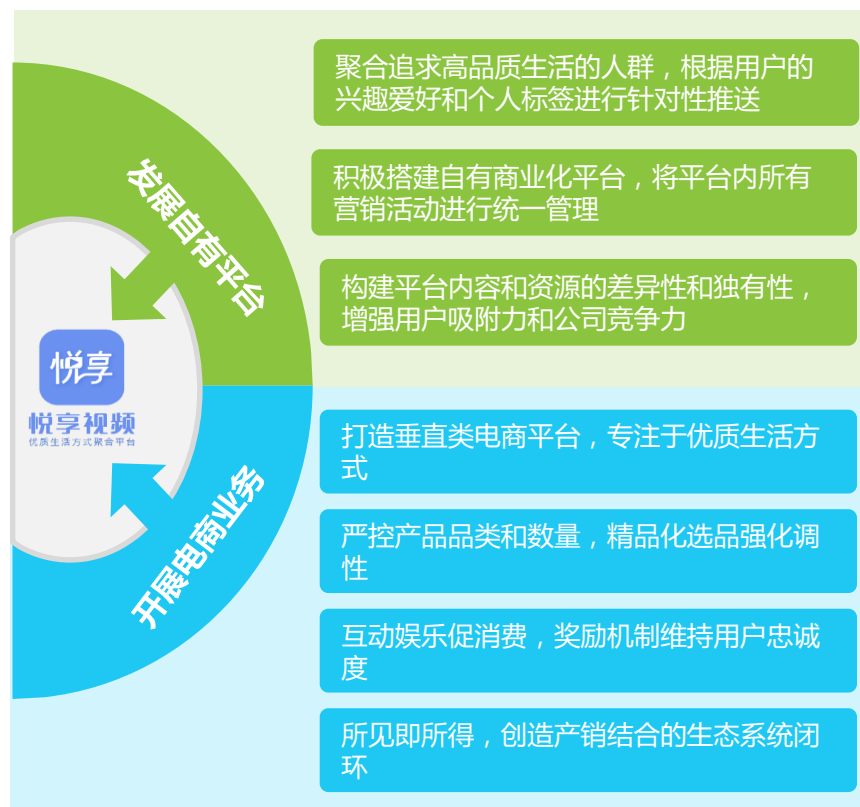 聚合追求高品质生活的人群，根据用户的
兴趣爱好和个人标签进行针对性推送
积极搭建自有商业化平台，将平台内所有
营销活动进行统一管理
构建平台内容和资源的差异性和独有性，
增强用户吸附力和公司竞争力
发展自有平台
悦享
悦享视频
优质生活方式聚合平台
开展电商业务
打造垂直类电商平台，专注于优质生活方
式
严控产品品类和数量，精品化选品强化调
性
互动娱乐促消费，奖励机制维持用户忠诚
度
所见即所得，创造产销结合的生态系统闭
环